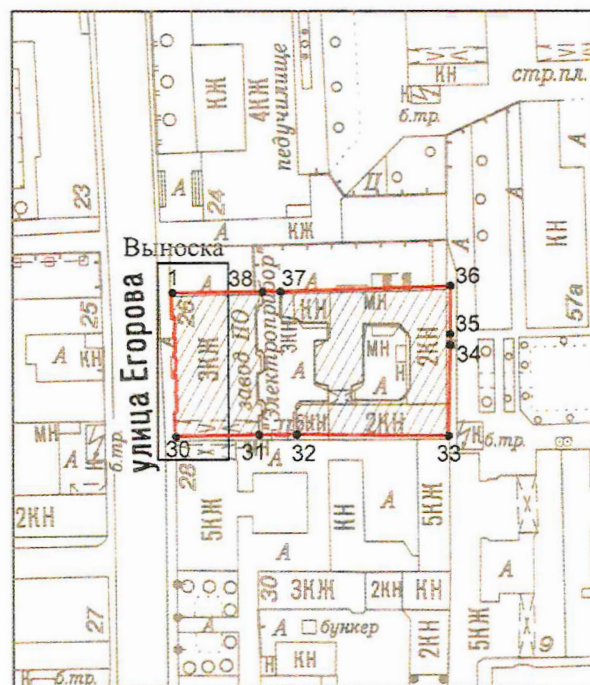 КЖ
4КЖ
педучилище
КН
Н
б.тр.
стр.пл.
А
23
А
24
А
Ц
А
КН
57а
А
КЖ
А
Выноска
1
38
37
36
35
34
33
32
31
30
А
25
А
КН
улица Егорова
26
3КЖ
завод ПО
Электроприбор
3КН
КН
А
МН
МН
Н
А
2КН
А
А
3КН
2КН
КН
Н
б.тр.
МН
А
б.тр.
2КН
28
5КЖ
А
А
КН
А
5КЖ
А
27
30
3КЖ
2КН
КН
А
А
бункер
КН
Н
2КН
5КЖ
9
Н
б.тр.